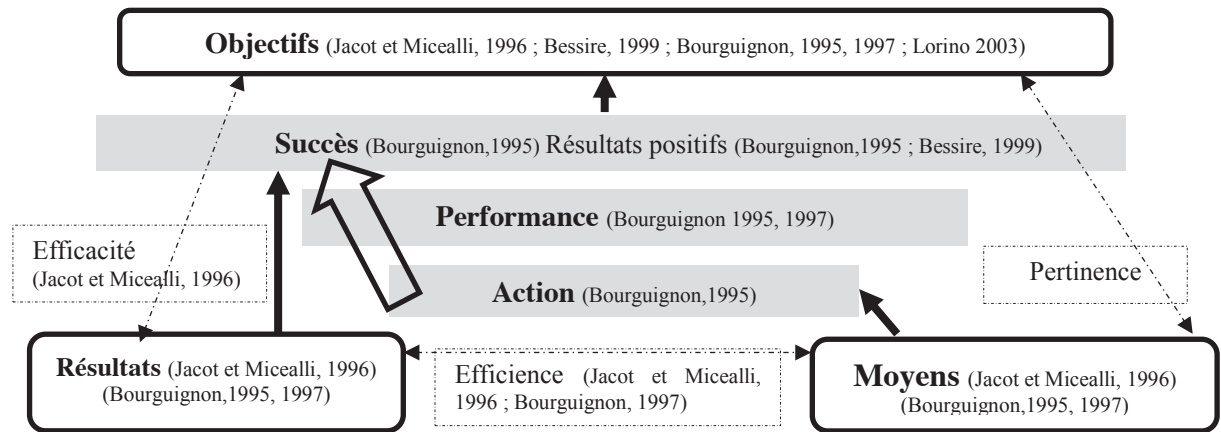 Objectifs (Jacot et Micealli, 1996 ; Bessire, 1999 ; Bourguignon, 1995, 1997 ; Lorino 2003)
Succès (Bourguignon,1995) Résultats positifs (Bourguignon,1995 ; Bessire, 1999)
Performance (Bourguignon 1995, 1997)
Efficacité
(Jacot et Micealli, 1996)
Pertinence
Action (Bourguignon,1995)
Résultats (Jacot et Micealli, 1996)
(Bourguignon,1995, 1997)
Efficience (Jacot et Micealli,
1996 ; Bourguignon, 1997)
Moyens (Jacot et Micealli, 1996)
(Bourguignon,1995, 1997)